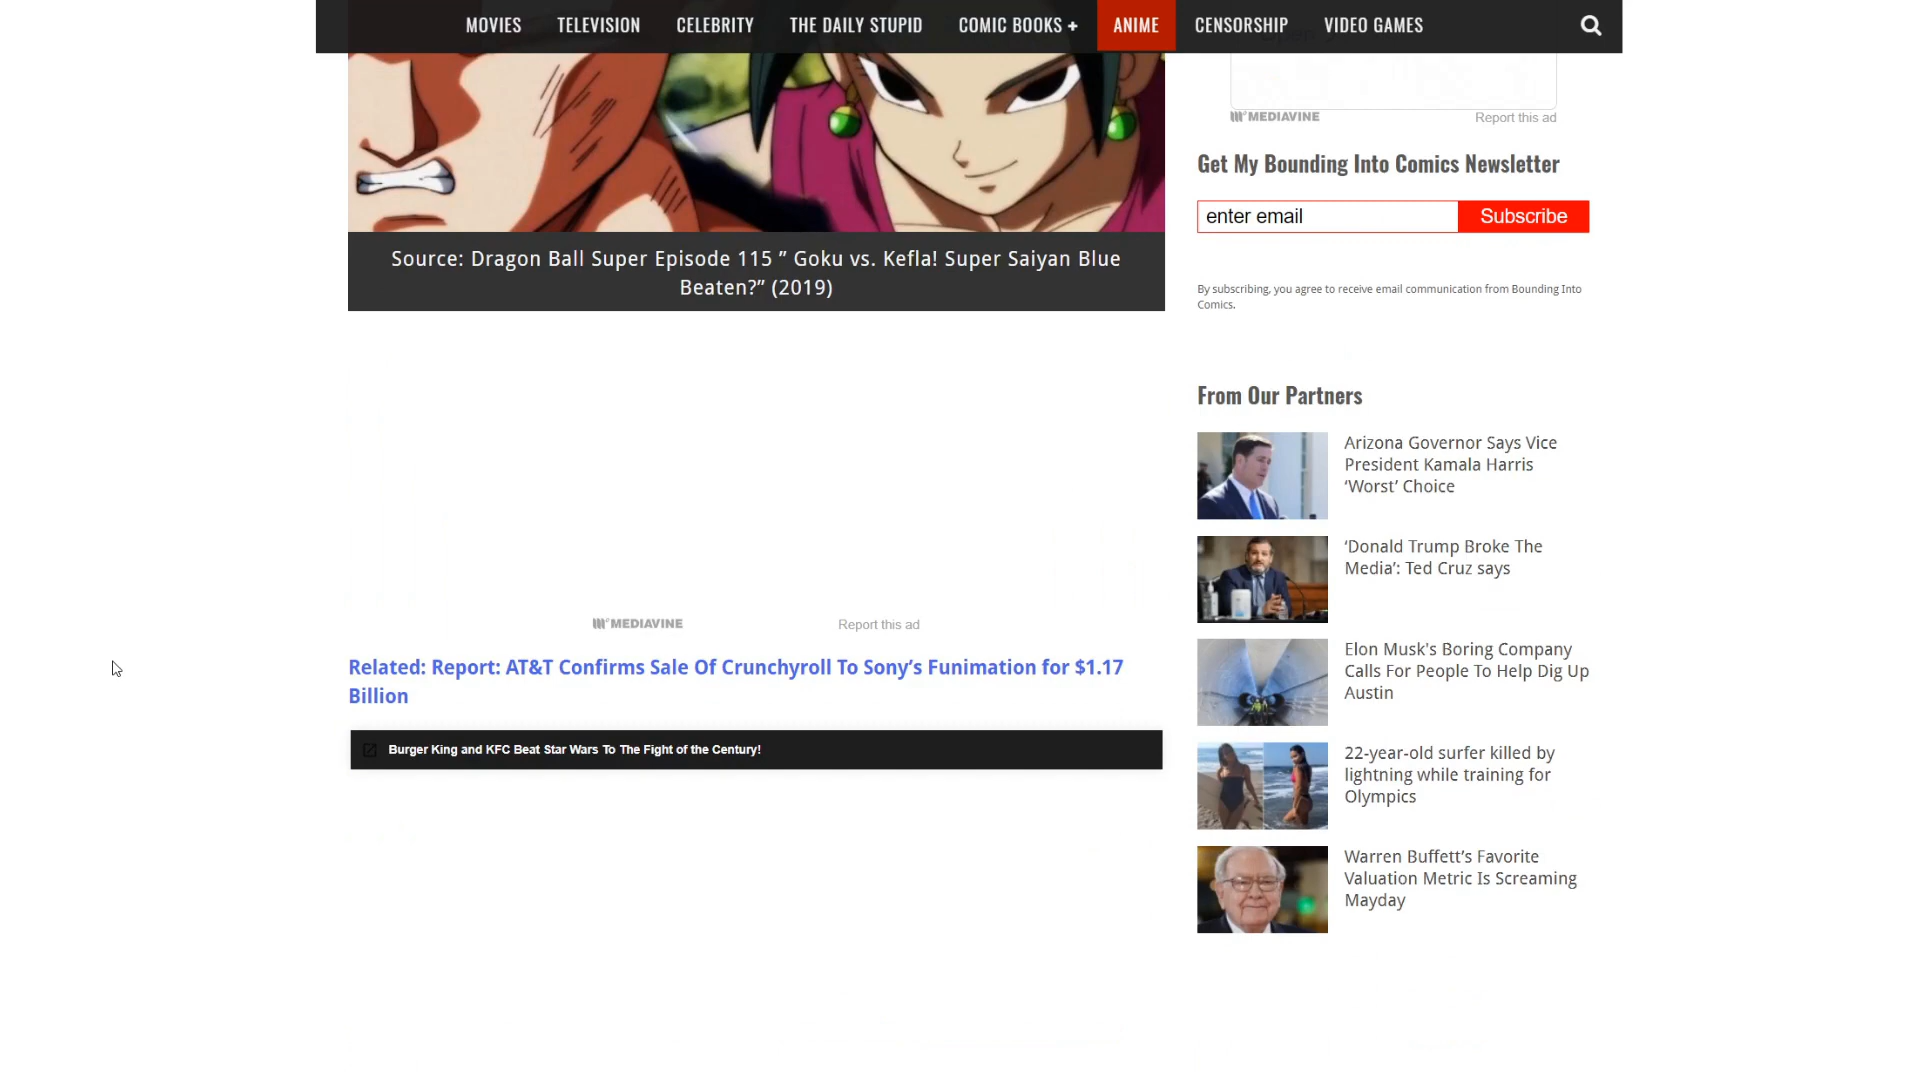 MOVIES TELEVISION CELEBRITY THE DAILY STUPID COMIC BOOKS + ANIME CENSORSHIP VIDEO GAMES
Source: Dragon Ball Super Episode 115 ” Goku vs. Kefla! Super Saiyan Blue
Beaten?” (2019)
MEDIAVINE Report this ad
Related: Report: AT&T Confirms Sale Of Crunchyroll To Sony’s Funimation for $1.17
Billion
Burger King and KFC Beat Star Wars To The Fight of the Century!
MEDIAVINE Report this ad
Get My Bounding Into Comics Newsletter
enter email Subscribe
By subscribing, you agree to receive email communication from Bounding Into
Comics.
From Our Partners
Arizona Governor Says Vice
President Kamala Harris
‘Worst’ Choice
‘Donald Trump Broke The
Media’: Ted Cruz says
Elon Musk's Boring Company
Calls For People To Help Dig Up
Austin
22-year-old surfer killed by
lightning while training for
Olympics
Warren Buffett’s Favorite
Valuation Metric Is Screaming
Mayday